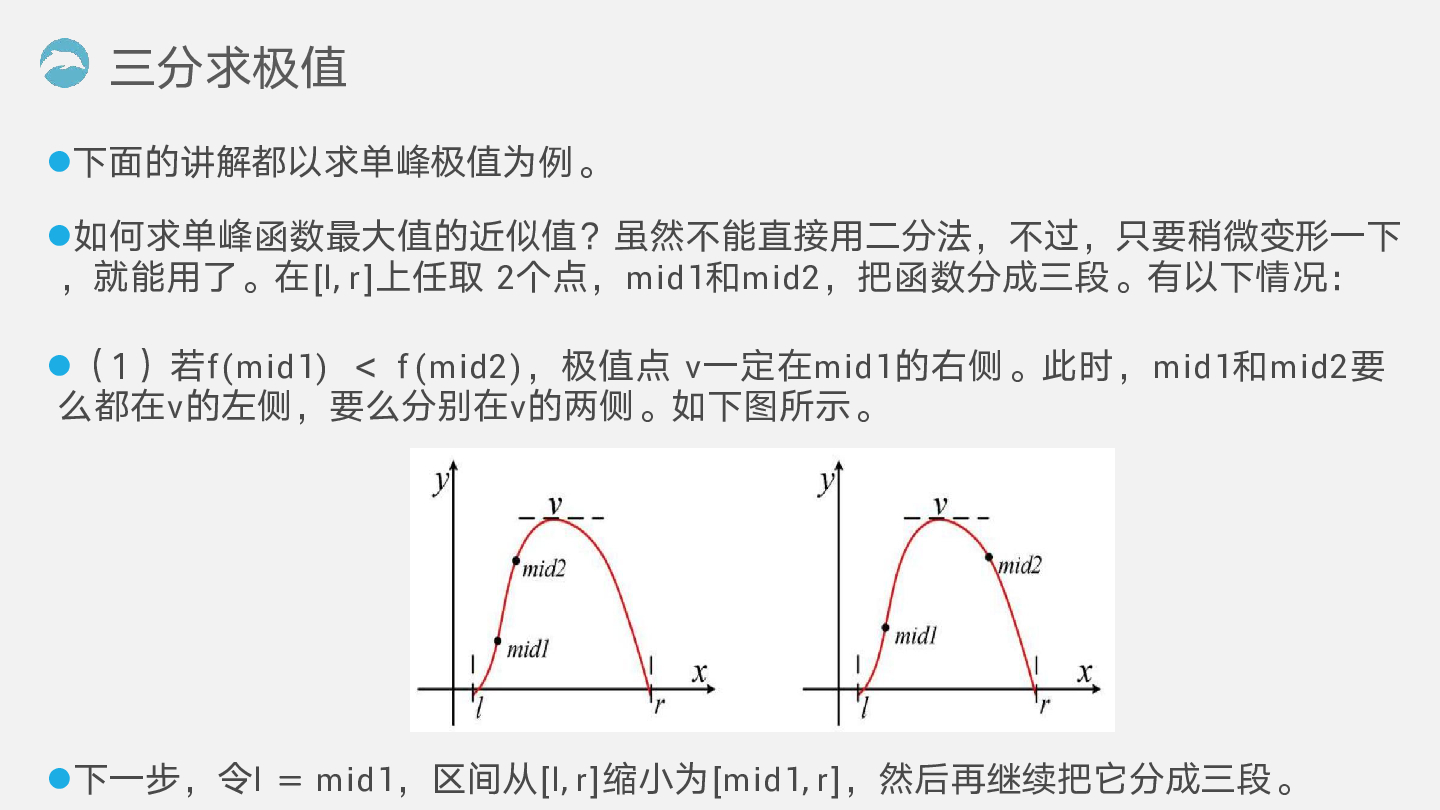 三分求极值
●下面的讲解都以求单峰极值为例。
●如何求单峰函数最大值的近似值？虽然不能直接用二分法，不过，只要稍微变形一下
，就能用了。在[l, r]上任取 2个点，mid1和mid2，把函数分成三段。有以下情况：
●（1）若f(mid1) < f(mid2)，极值点 v一定在mid1的右侧。此时，mid1和mid2要
么都在v的左侧，要么分别在v的两侧。如下图所示。
y
v
mid2
mid1
x
l
r
y
v
mid2
mid1
x
l
r
●下一步，令l = mid1，区间从[l, r]缩小为[mid1, r]，然后再继续把它分成三段。